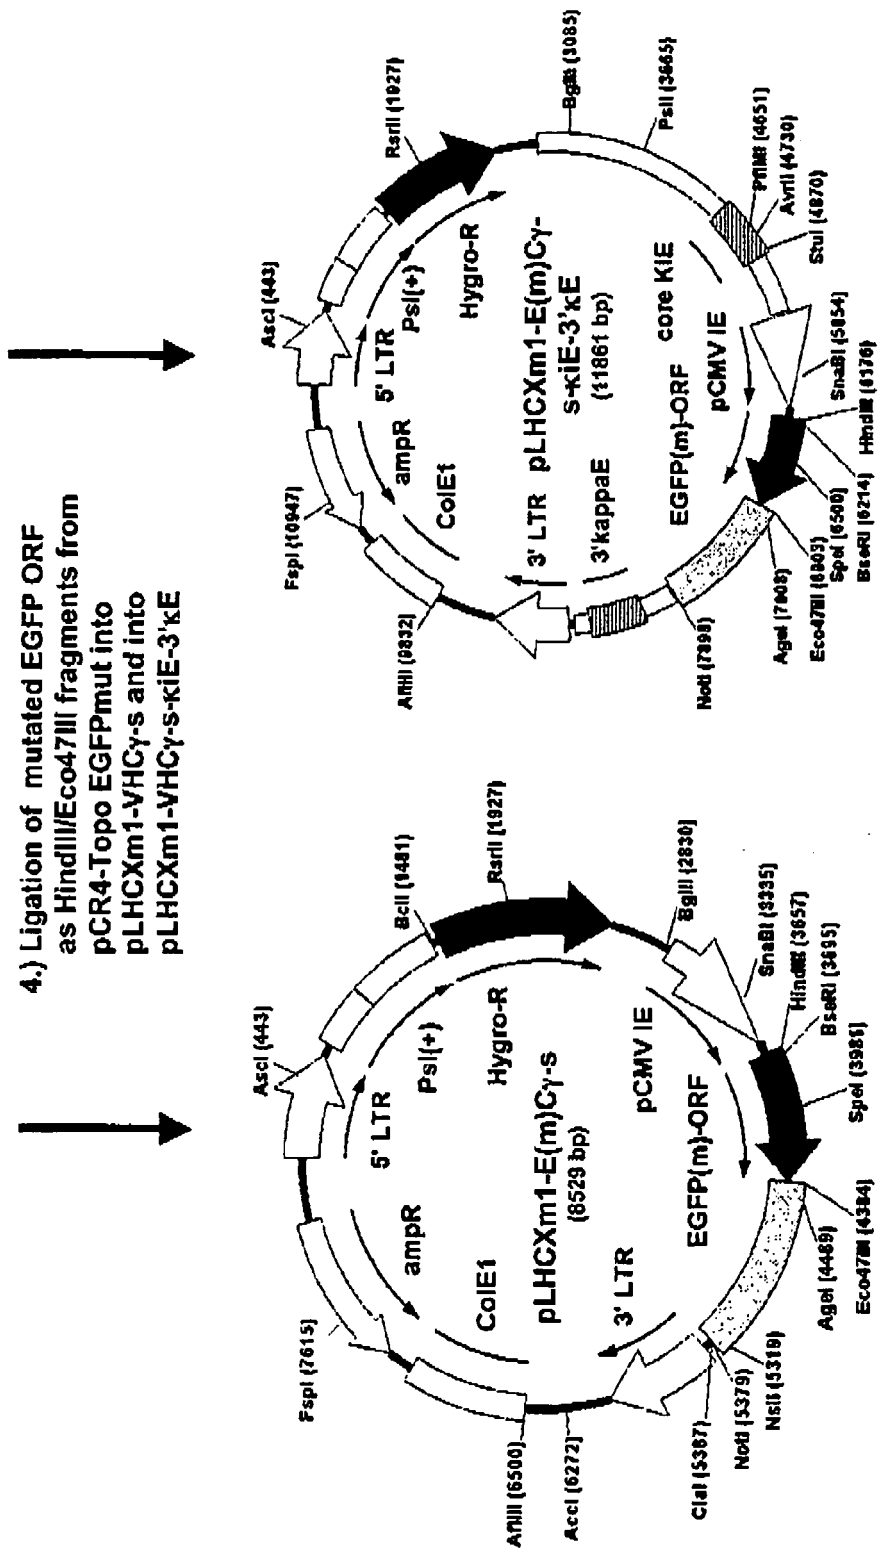 4.) Ligation of mutated EGFP ORF
as HindIII/Eco47III fragments from
pCR4-Topo EGFPmut into
pLHCXm1-VHCγ-s and into
pLHCXm1-VHCγ-s-κiE-3'κE
AscI (443)
BclI (1481)
RsrII (1927)
BglII (2830)
SnaBI (3335)
HindIII (3657)
BseRI (3695)
SpeI (3981)
Eco47III (4384)
AgeI (4489)
NsiI (5319)
NotI (5379)
ClaI (5387)
AccI (6272)
AflIII (6500)
FspI (7615)
5' LTR
Psi(+)
Hygro-R
pCMV IE
EGFP(m)-ORF
3' LTR
ColE1
ampR
pLHCXm1-E(m)Cγ-s
(8529 bp)
AscI (443)
RsrII (1927)
BglII (3085)
PsiI (3665)
PflMI (4651)
AvrII (4730)
StuI (4870)
SnaBI (5854)
HindIII (6176)
BseRI (6214)
SpeI (6500)
Eco47III (6903)
AgeI (7008)
NotI (7898)
AflIII (9832)
FspI (10947)
5' LTR
Psi(+)
Hygro-R
core KiE
pCMV IE
EGFP(m)-ORF
3'kappaE
3' LTR
ColE1
ampR
pLHCXm1-E(m)Cγ-
s-κiE-3'κE
(11861 bp)